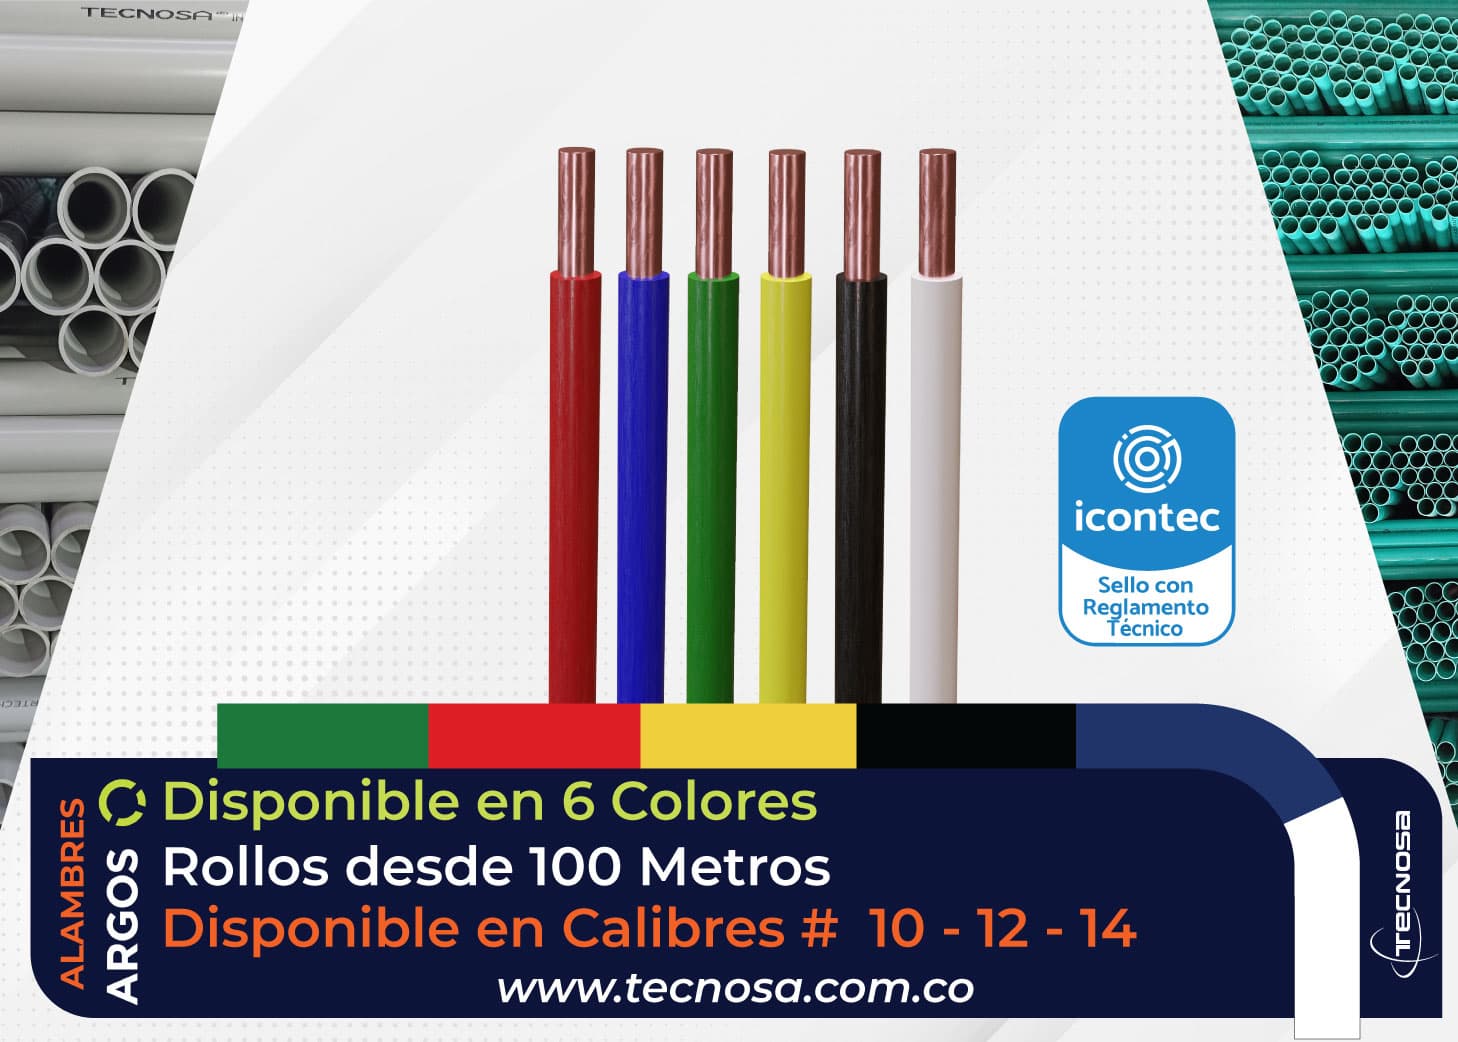 TECNOSA
icontec
Sello con
Reglamento
Técnico
ALAMBRES
ARGOS
Disponible en 6 Colores
Rollos desde 100 Metros
Disponible en Calibres # 10 - 12 - 14
www.tecnosa.com.co
TECNOSA